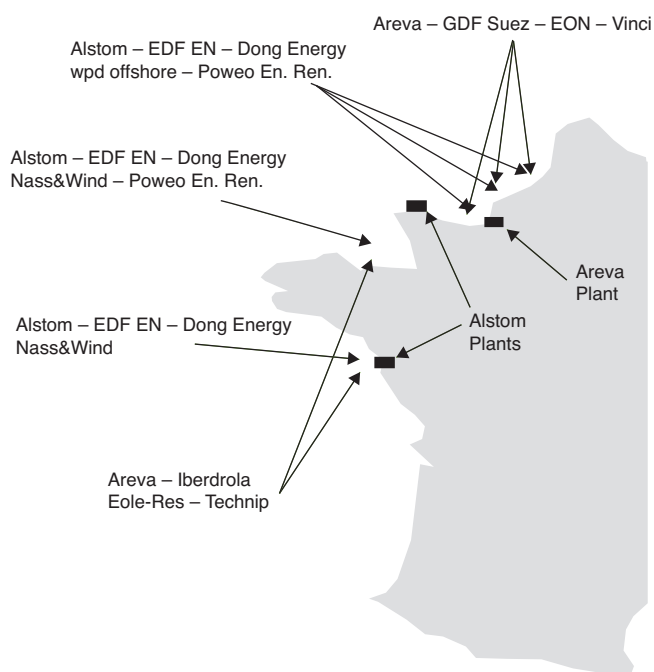 Areva – GDF Suez – EON – Vinci
Alstom – EDF EN – Dong Energy
wpd offshore – Poweo En. Ren.
Alstom – EDF EN – Dong Energy
Nass&Wind – Poweo En. Ren.
Areva
Plant
Alstom
Plants
Alstom – EDF EN – Dong Energy
Nass&Wind
Areva – Iberdrola
Eole-Res – Technip